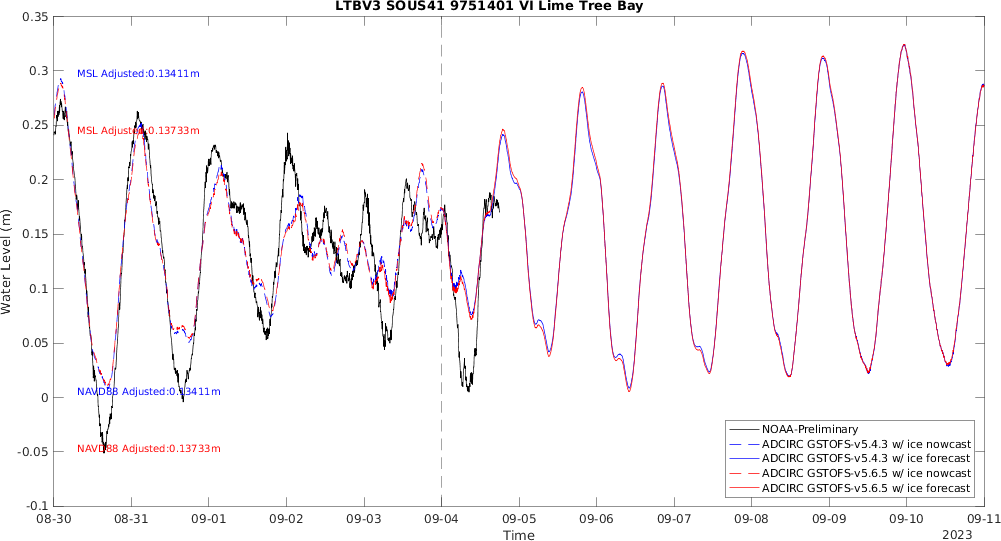 LTBV3 SOUS41 9751401 VI Lime Tree Bay
0.35
0.3
0.25
0.2
0.15
0.1
0.05
0
-0.05
-0.1
Water Level (m)
MSL Adjusted:0.13411m
MSL Adjusted:0.13733m
NAVD88 Adjusted:0.13411m
NAVD88 Adjusted:0.13733m
NOAA-Preliminary
ADCIRC GSTOFS-v5.4.3 w/ ice nowcast
ADCIRC GSTOFS-v5.4.3 w/ ice forecast
ADCIRC GSTOFS-v5.6.5 w/ ice nowcast
ADCIRC GSTOFS-v5.6.5 w/ ice forecast
08-30 08-31 09-01 09-02 09-03 09-04 09-05 09-06 09-07 09-08 09-09 09-10 09-11
Time
2023